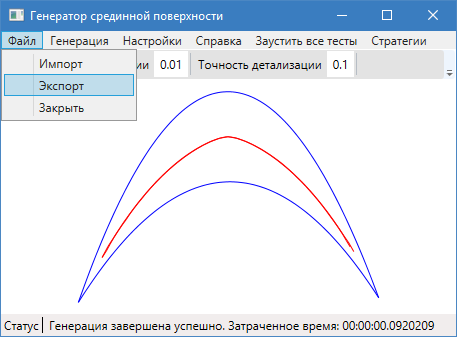 Генератор срединной поверхности
Файл Генерация Настройки Справка Заустить все тесты Стратегии
ии 0.01 Точность детализации 0.1
Импорт
Экспорт
Закрыть
Статус Генерация завершена успешно. Затраченное время: 00:00:00.0920209